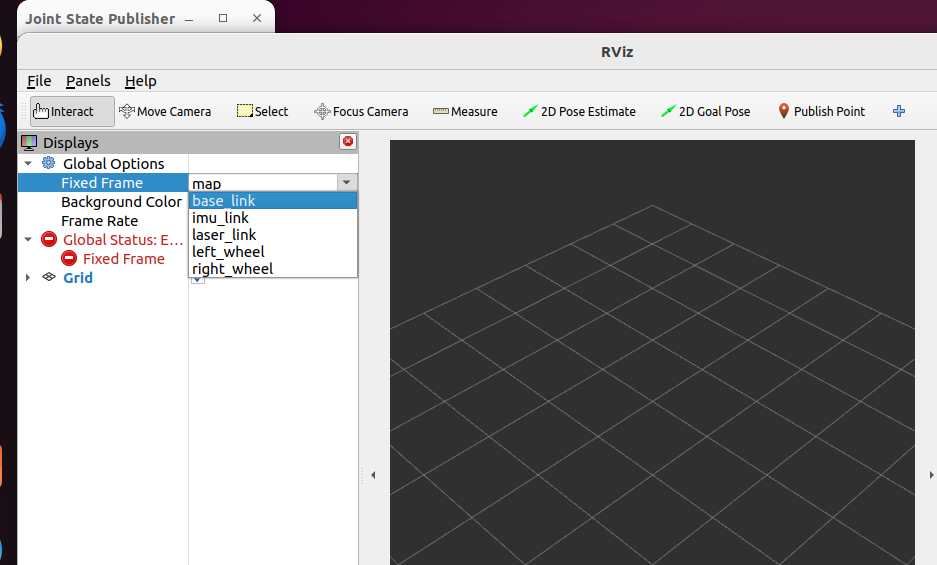 Joint State Publisher
RViz
File Panels Help
Interact Move Camera Select Focus Camera Measure 2D Pose Estimate 2D Goal Pose Publish Point
Displays
Global Options
Fixed Frame map
Background Color base_link
Frame Rate imu_link
Global Status: E... laser_link
left_wheel
Fixed Frame right_wheel
Grid